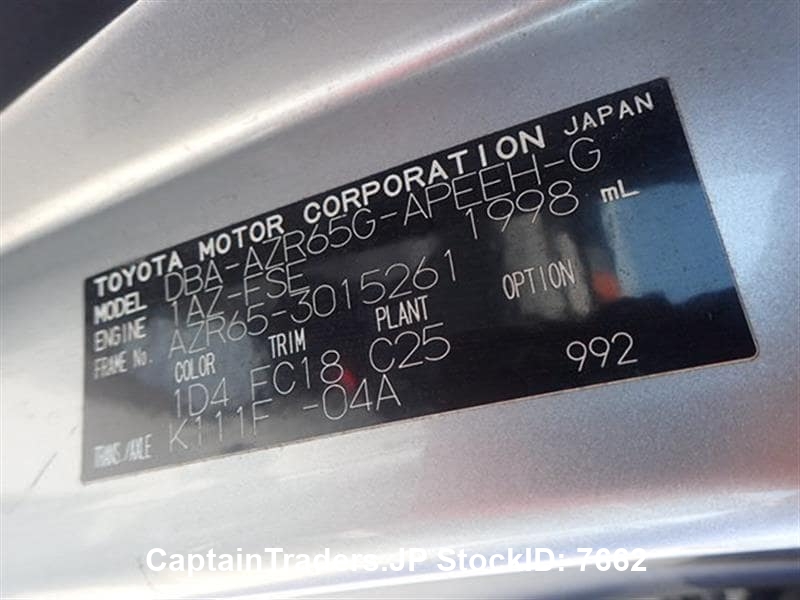 TOYOTA MOTOR CORPORATION JAPAN
MODEL DBA-AZR65G-APEEH-G
ENGINE 1AZ-FSE 1998 mL
FRAME No. AZR65-3015261
COLOR TRIM PLANT OPTION
1D4 FC18 C25 992
TRANS./AXLE K111F -04A
CaptainTraders.JP StockID: 7662